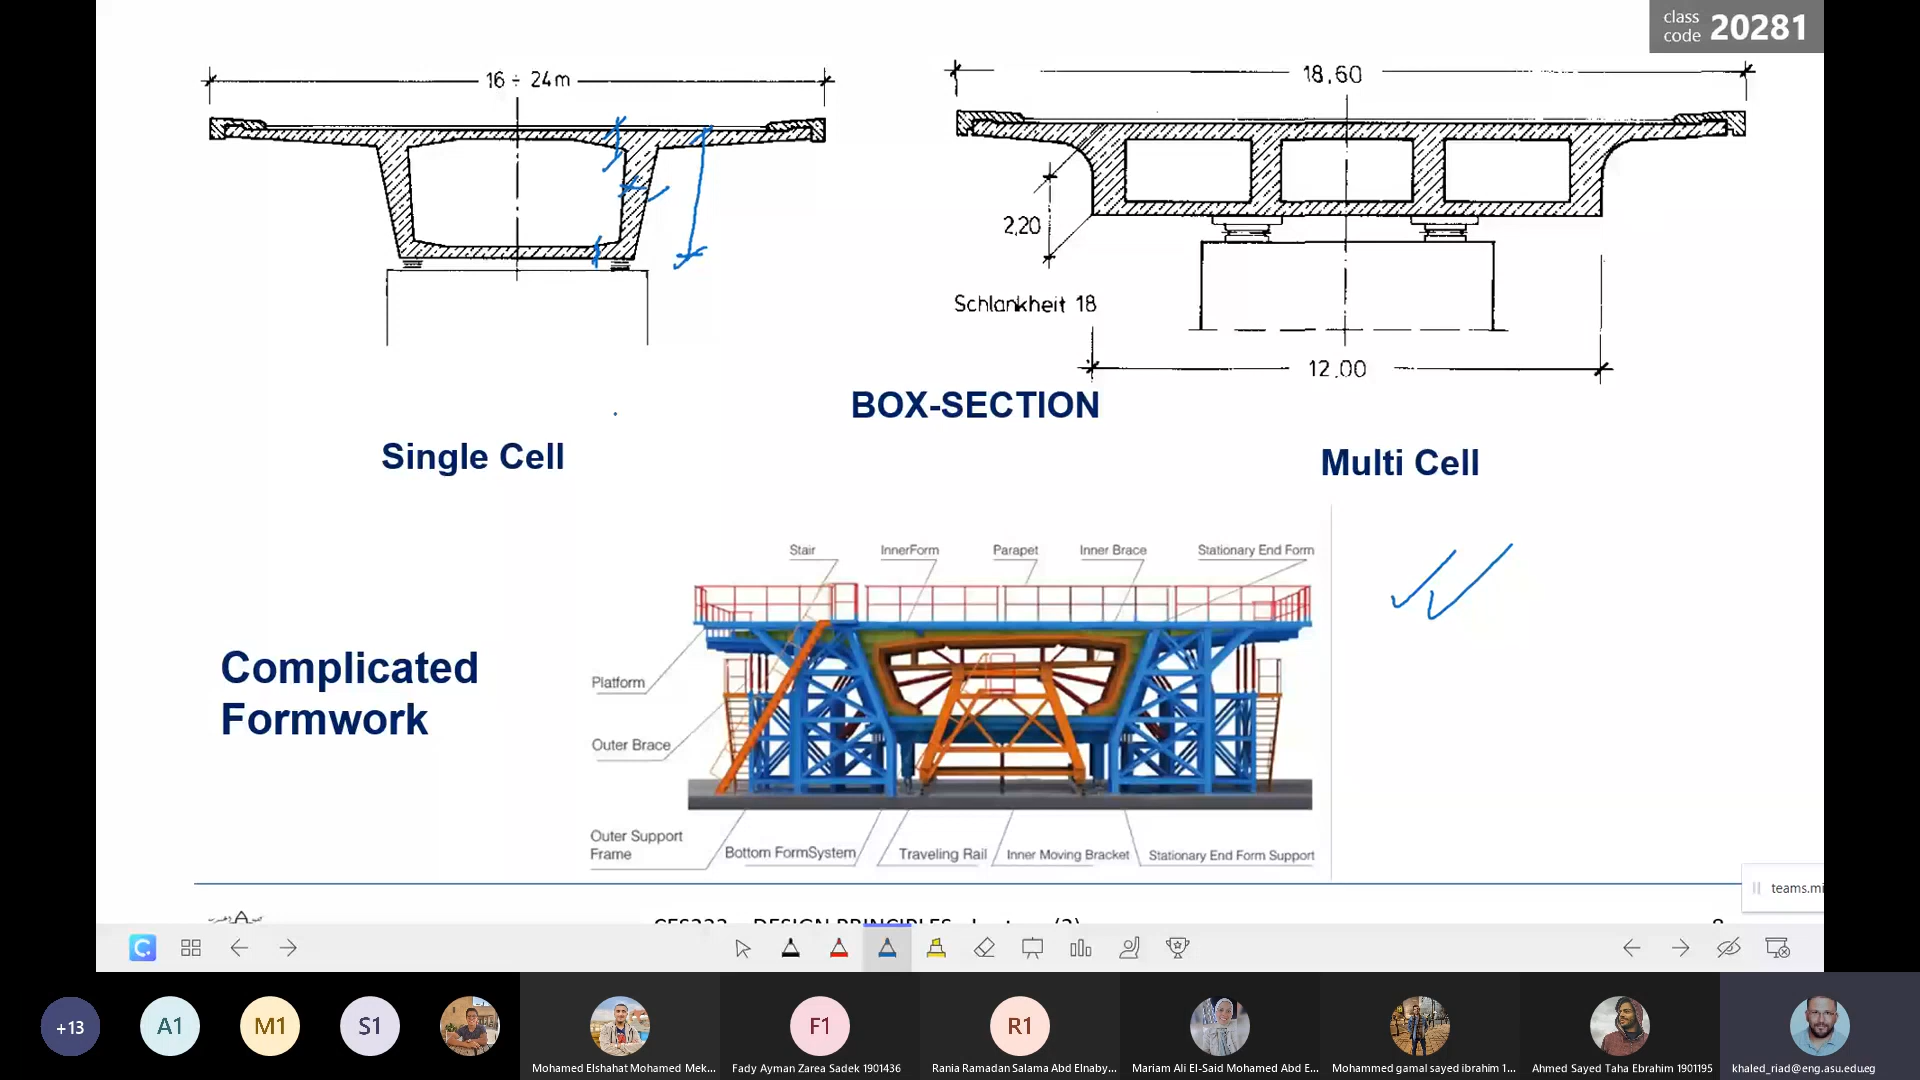 class
code 20281
16 ÷ 24m
18.60
2,20
Schlankheit 18
12.00
BOX-SECTION
Single Cell
Multi Cell
Stair
InnerForm
Parapet
Inner Brace
Stationary End Form
Complicated
Formwork
Platform
Outer Brace
Outer Support
Frame
Bottom FormSystem
Traveling Rail
Inner Moving Bracket
Stationary End Form Support
teams.mi
DESIGN PRINCIPLES
+13
A1
M1
S1
F1
R1
Mohamed Elshahat Mohamed Mek...
Fady Ayman Zarea Sadek 1901436
Rania Ramadan Salama Abd Elnaby...
Mariam Ali El-Said Mohamed Abd E...
Mohammed gamal sayed ibrahim 1...
Ahmed Sayed Taha Ebrahim 1901195
khaled_riad@eng.asu.edu.eg